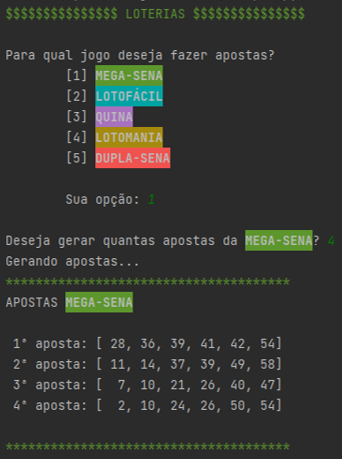 $$$$$$$$$$$$$$$ LOTERIAS $$$$$$$$$$$$$$$
Para qual jogo deseja fazer apostas?
[1] MEGA-SENA
[2] LOTOFÁCIL
[3] QUINA
[4] LOTOMANIA
[5] DUPLA-SENA
Sua opção: 1
Deseja gerar quantas apostas da MEGA-SENA? 4
Gerando apostas...
**************************************
APOSTAS MEGA-SENA
1ª aposta: [ 28, 36, 39, 41, 42, 54]
2ª aposta: [ 11, 14, 37, 39, 49, 58]
3ª aposta: [  7, 10, 21, 26, 40, 47]
4ª aposta: [  2, 10, 24, 26, 50, 54]
**************************************